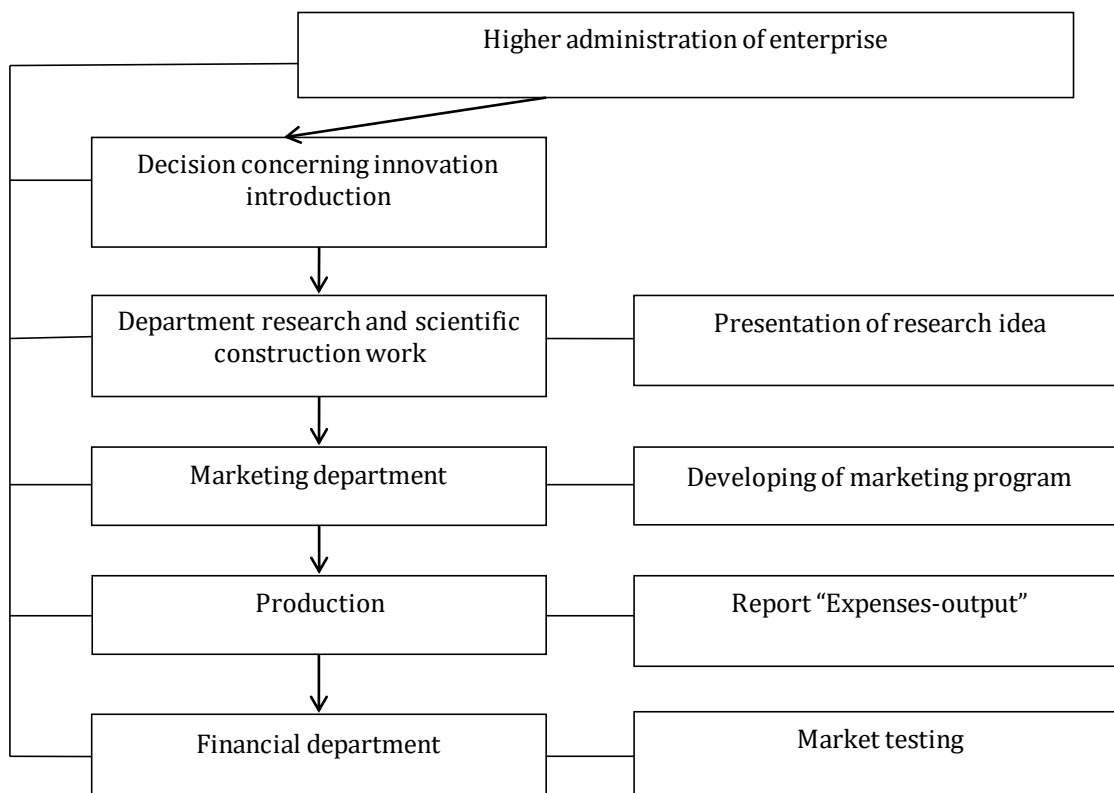 Higher administration of enterprise
Decision concerning innovation
introduction
Department research and scientific
construction work
Presentation of research idea
Marketing department
Developing of marketing program
Production
Report “Expenses-output”
Financial department
Market testing